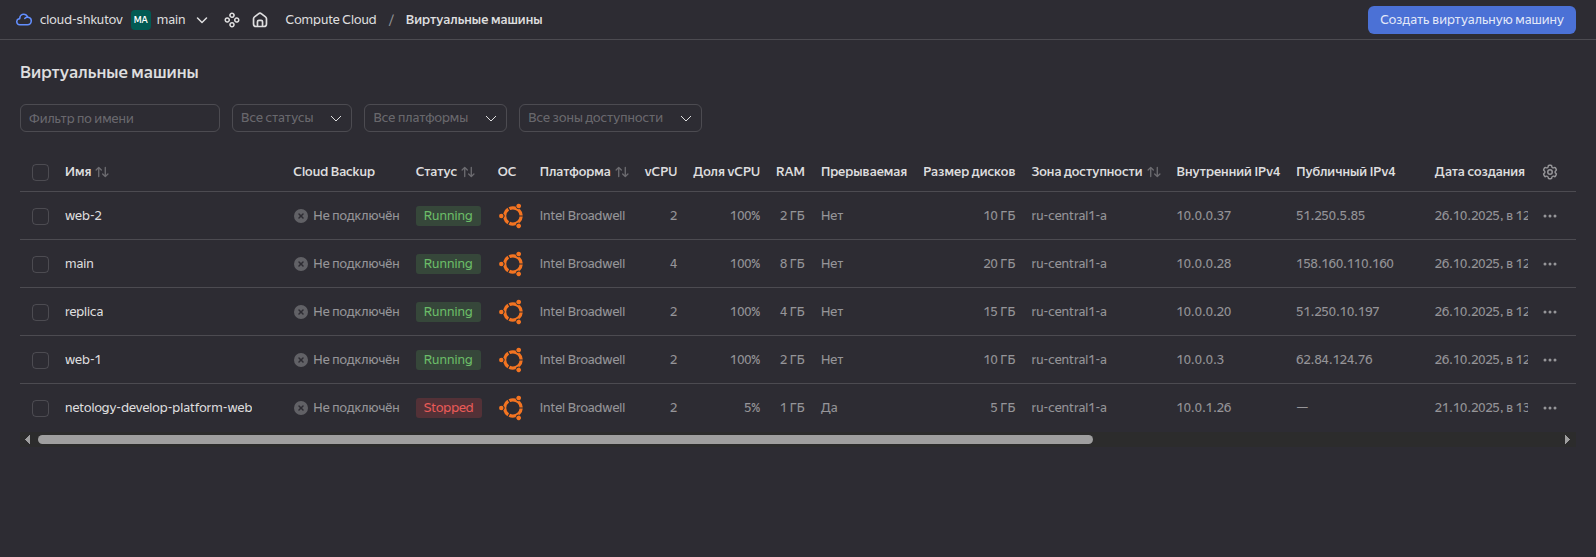 cloud-shkutov MA main Compute Cloud / Виртуальные машины Создать виртуальную машину
Виртуальные машины
Фильтр по имени Все статусы Все платформы Все зоны доступности
Имя Cloud Backup Статус ОС Платформа vCPU Доля vCPU RAM Прерываемая Размер дисков Зона доступности Внутренний IPv4 Публичный IPv4 Дата создания
web-2 Не подключён Running Intel Broadwell 2 100% 2 ГБ Нет 10 ГБ ru-central1-a 10.0.0.37 51.250.5.85 26.10.2025, в 12
main Не подключён Running Intel Broadwell 4 100% 8 ГБ Нет 20 ГБ ru-central1-a 10.0.0.28 158.160.110.160 26.10.2025, в 12
replica Не подключён Running Intel Broadwell 2 100% 4 ГБ Нет 15 ГБ ru-central1-a 10.0.0.20 51.250.10.197 26.10.2025, в 12
web-1 Не подключён Running Intel Broadwell 2 100% 2 ГБ Нет 10 ГБ ru-central1-a 10.0.0.3 62.84.124.76 26.10.2025, в 12
netology-develop-platform-web Не подключён Stopped Intel Broadwell 2 5% 1 ГБ Да 5 ГБ ru-central1-a 10.0.1.26 — 21.10.2025, в 13